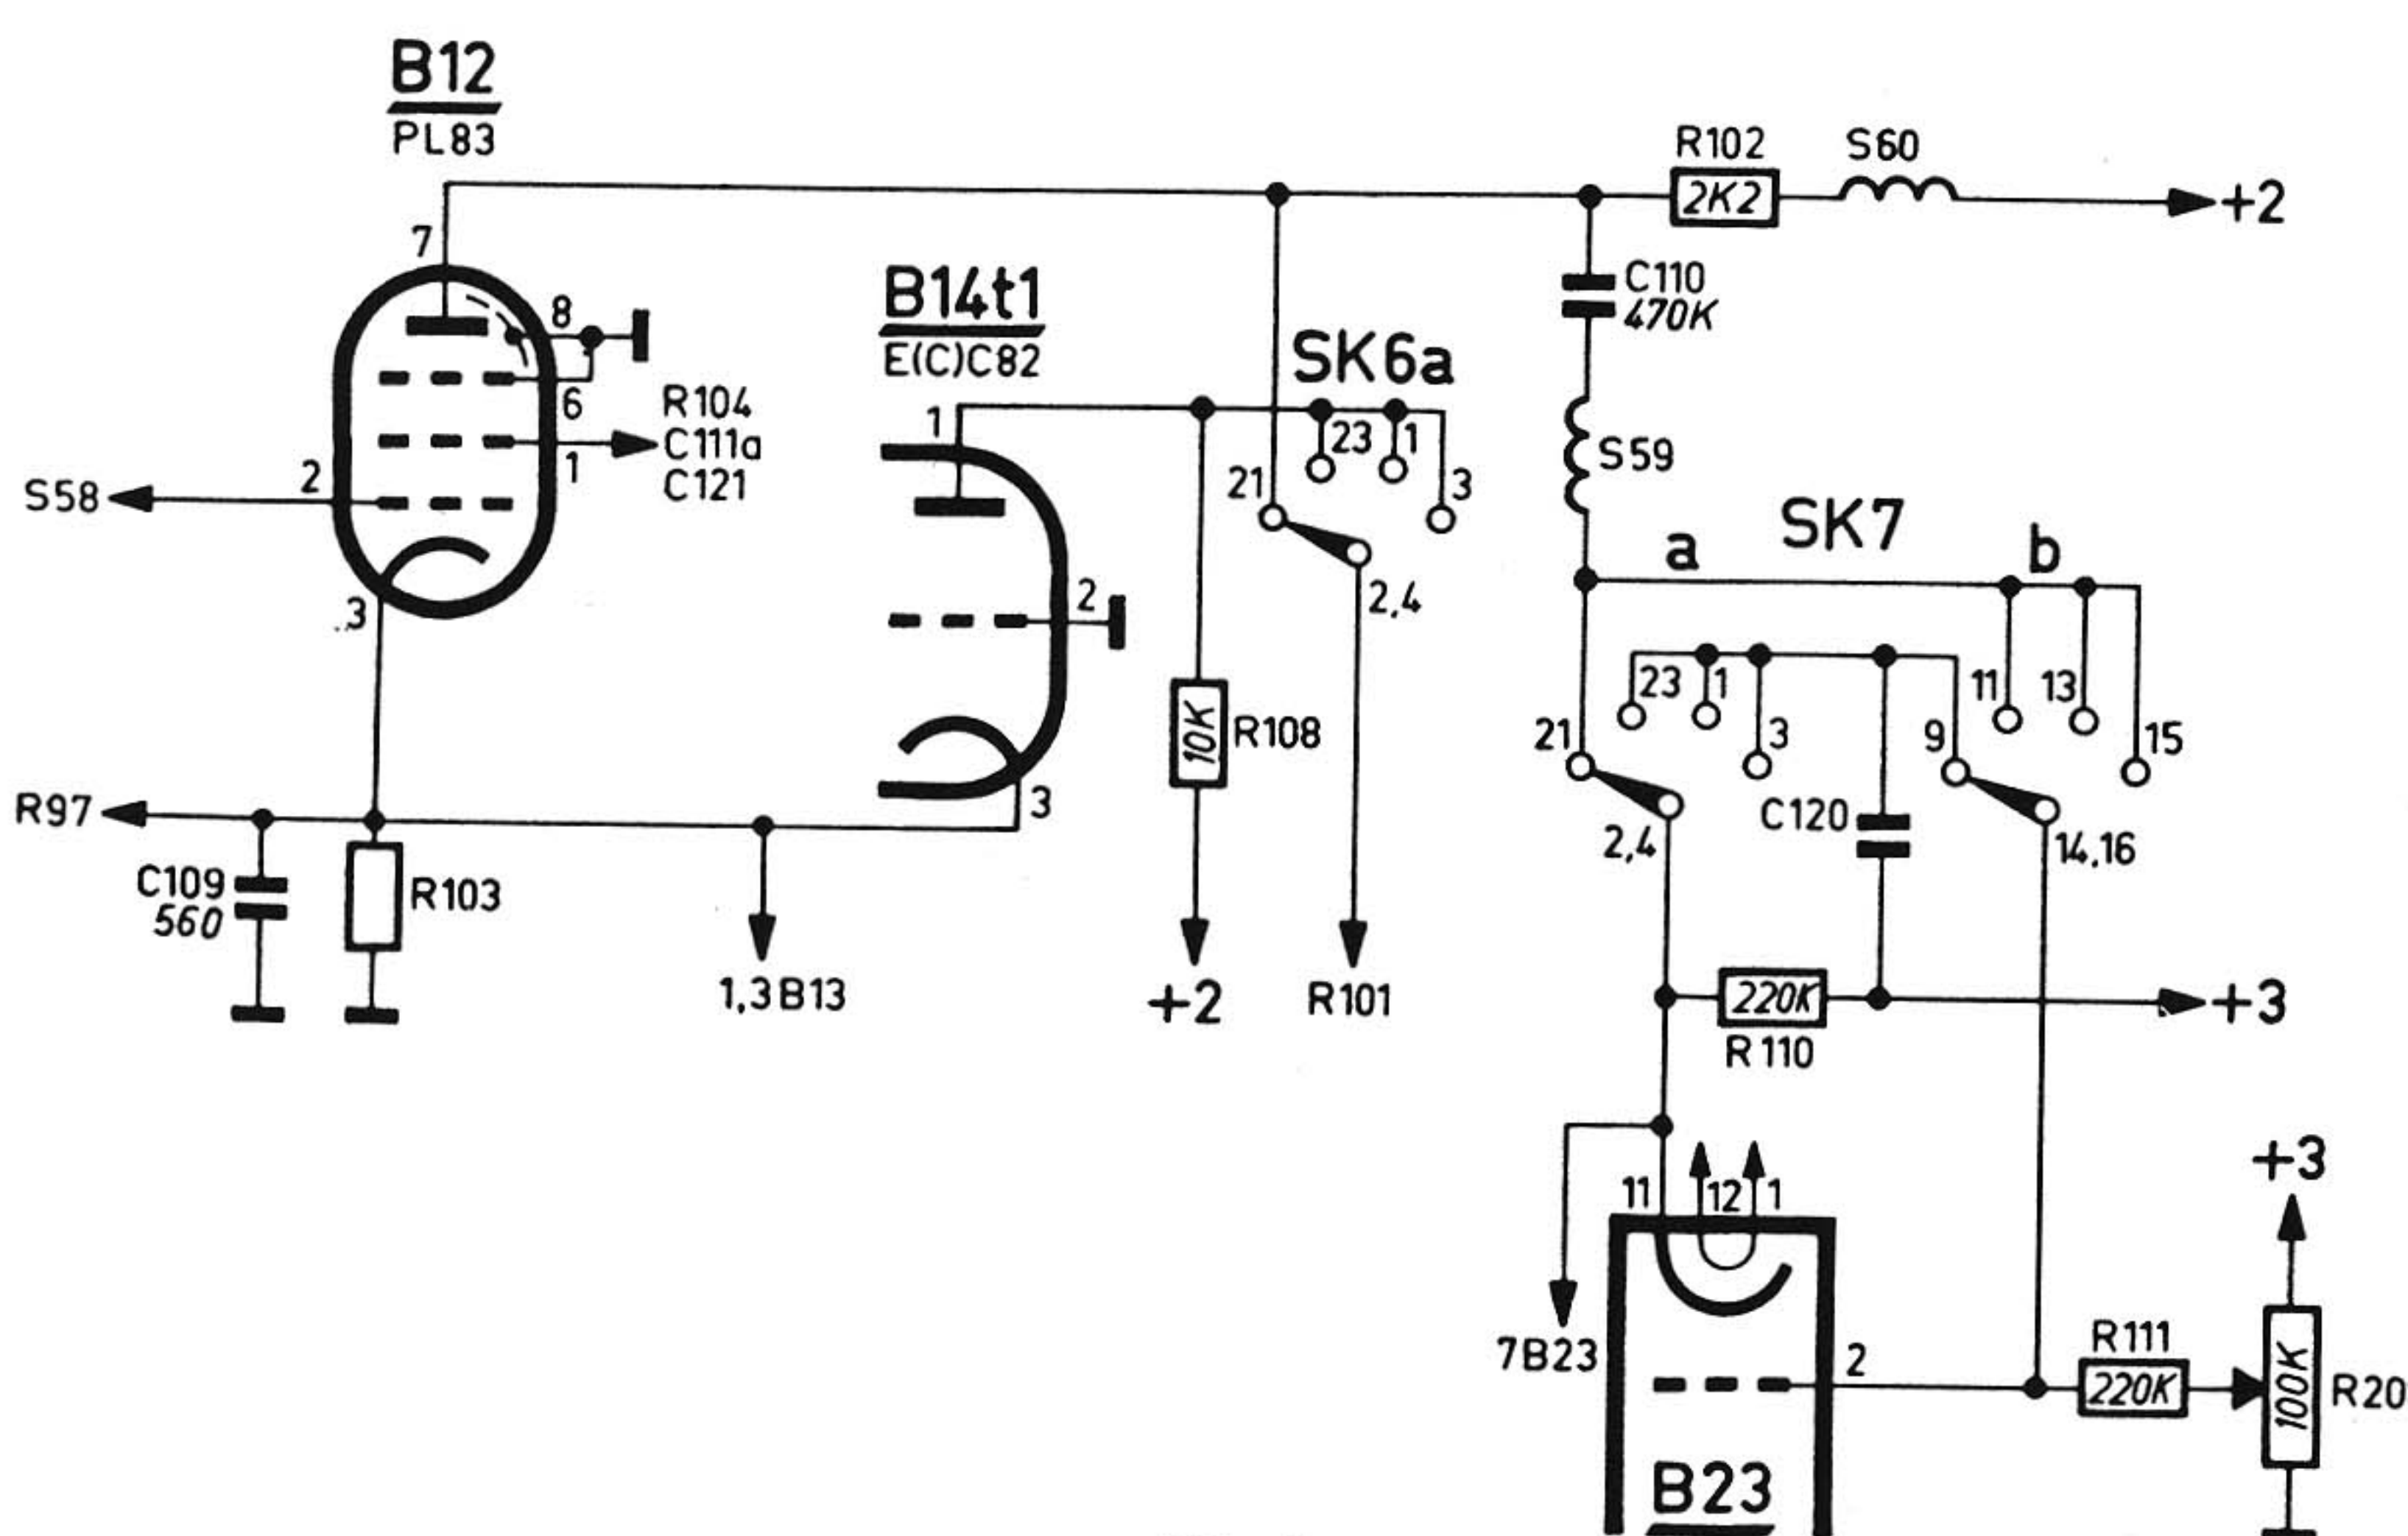 B12
PL83
R102
S60
2K2
+2
7
8
B14t1
E(C)C82
C110
470K
SK6a
6
R104
C111a
C121
1
1
23
1
S59
2
S58
21
3
SK7
a
b
3
2
2,4
23
1
11
13
21
3
9
15
10K
R108
R97
3
C120
2,4
14,16
C109
560
R103
1,3 B13
+2
R101
220K
+3
R110
+3
11
12
1
7B23
2
R111
220K
100K
R20
B23